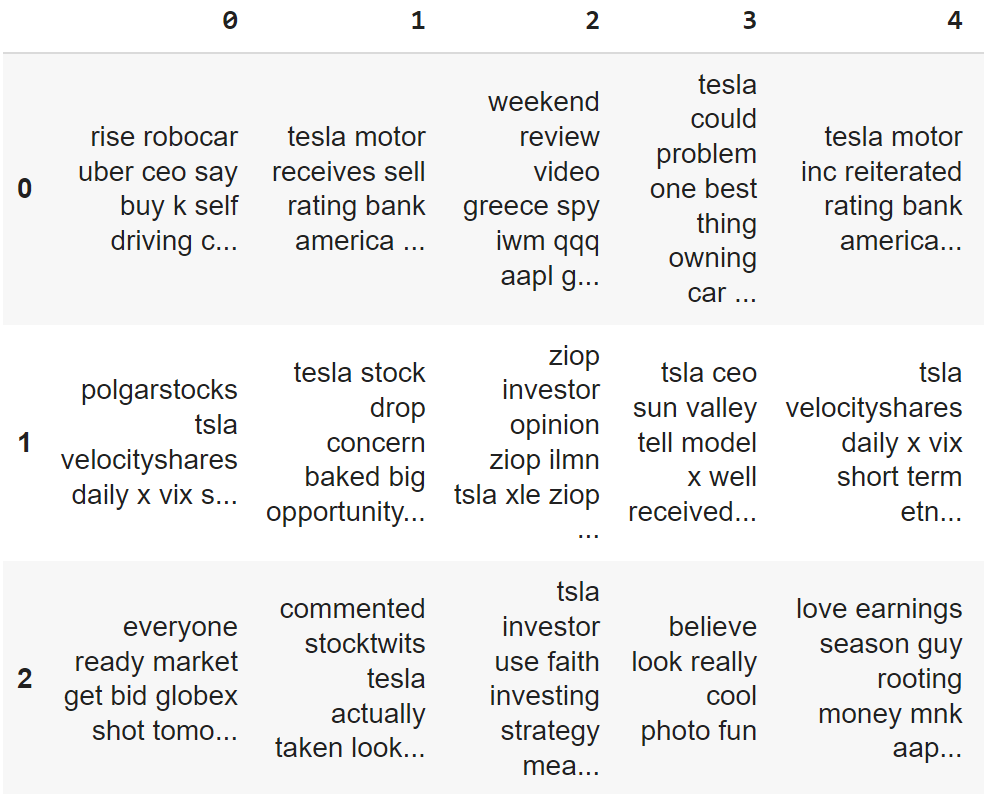 0 1 2 3 4
0
rise robocar
uber ceo say
buy k self
driving c...
tesla motor
receives sell
rating bank
america ...
weekend
review
video
greece spy
iwm qqq
aapl g...
tesla
could
problem
one best
thing
owning
car ...
tesla motor
inc reiterated
rating bank
america...
1
polgarstocks
tsla
velocityshares
daily x vix s...
tesla stock
drop
concern
baked big
opportunity...
ziop
investor
opinion
ziop ilmn
tsla xle ziop
...
tsla ceo
sun valley
tell model
x well
received...
tsla
velocityshares
daily x vix
short term
etn...
2
everyone
ready market
get bid globex
shot tomo...
commented
stocktwits
tesla
actually
taken look...
tsla
investor
use faith
investing
strategy
mea...
believe
look really
cool
photo fun
love earnings
season guy
rooting
money mnk
aap...